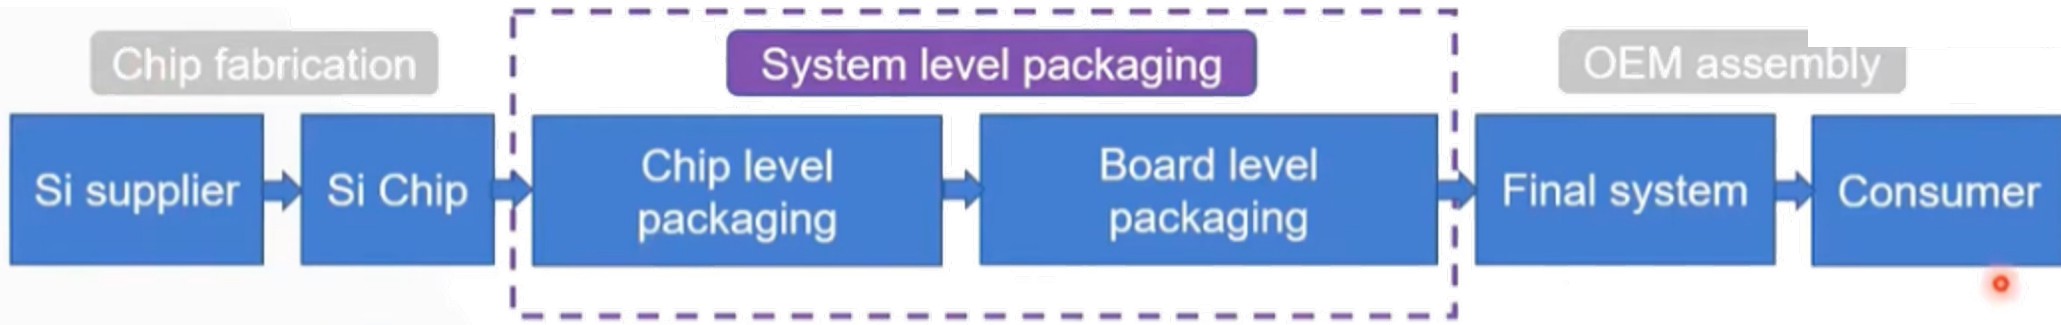 Chip fabrication
System level packaging
OEM assembly
Si supplier
Si Chip
Chip level
packaging
Board level
packaging
Final system
Consumer